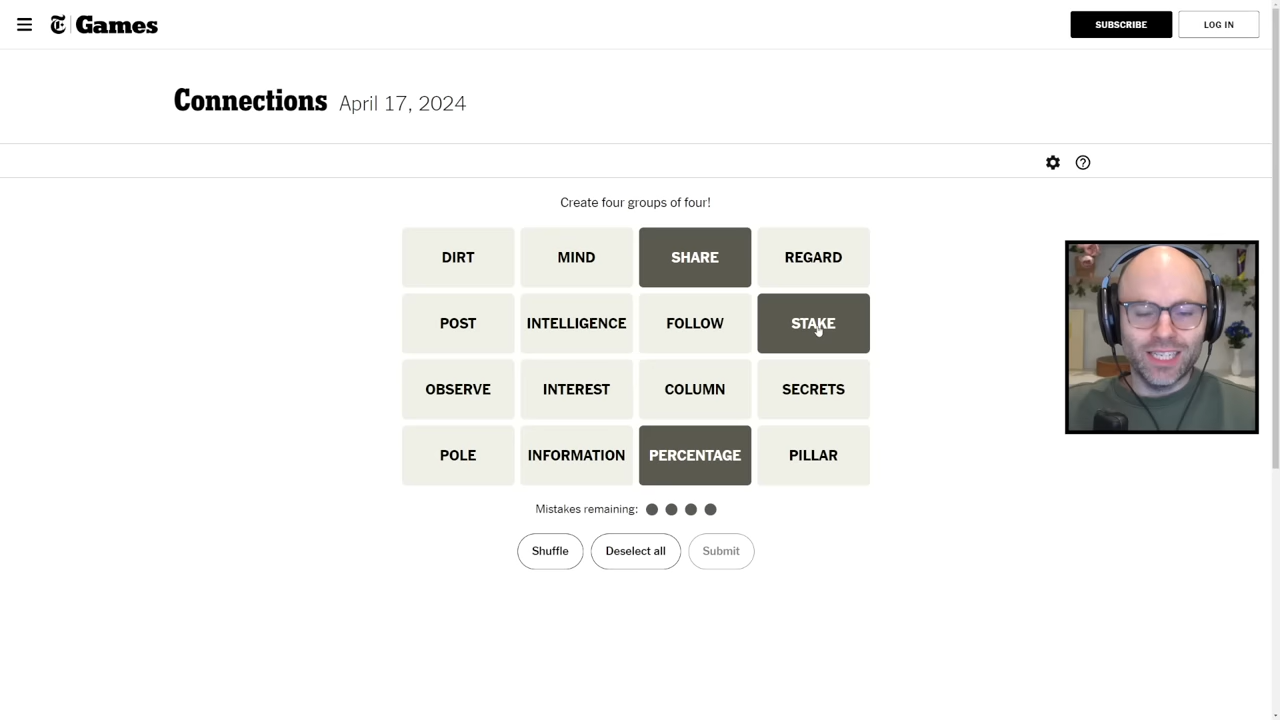 Games
SUBSCRIBE
LOG IN
Connections April 17, 2024
Create four groups of four!
DIRT MIND SHARE REGARD
POST INTELLIGENCE FOLLOW STAKE
OBSERVE INTEREST COLUMN SECRETS
POLE INFORMATION PERCENTAGE PILLAR
Mistakes remaining:
Shuffle Deselect all Submit